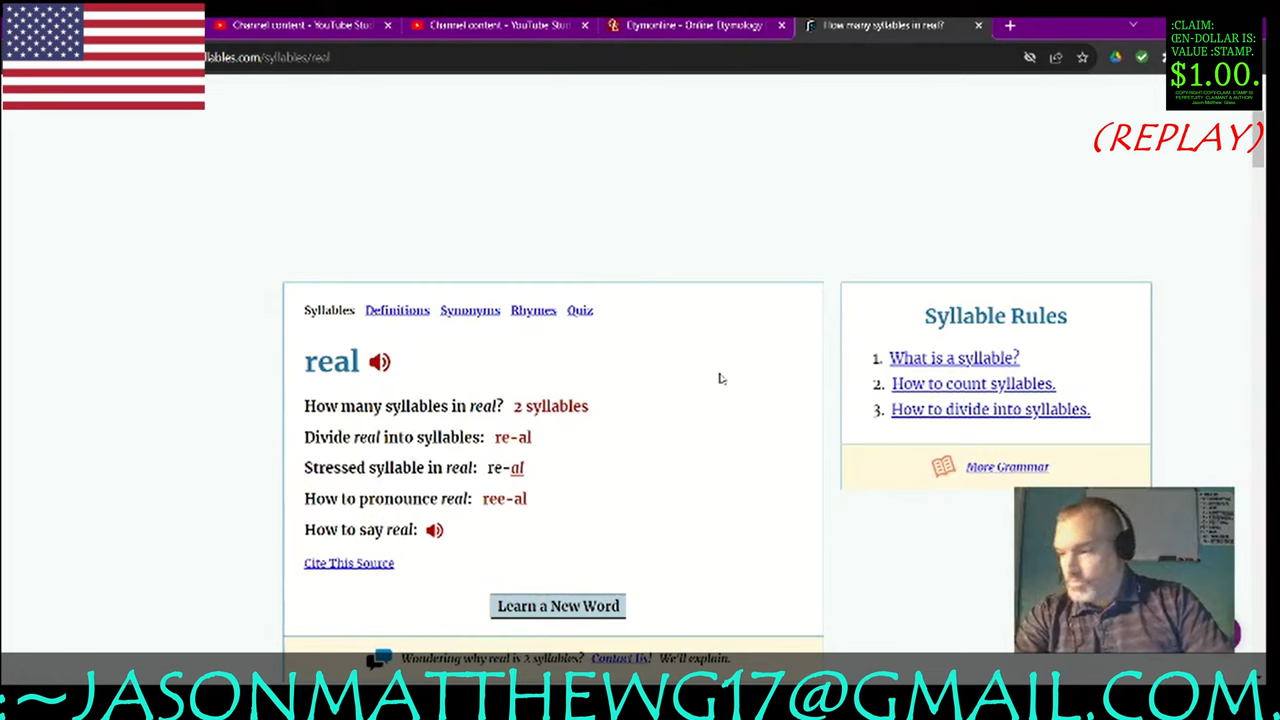 Channel content - YouTube Stu
Channel content - YouTube Stu
Etymonline - Online Etymology
How many syllables in real?
lables.com/syllables/real
:CLAIM:
ŒN-DOLLAR IS:
VALUE :STAMP.
$1.00.
Jason-Matthew: Glass
(REPLAY)
Syllables Definitions Synonyms Rhymes Quiz
real
How many syllables in real? 2 syllables
Divide real into syllables: re-al
Stressed syllable in real: re-al
How to pronounce real: ree-al
How to say real:
Cite This Source
Learn a New Word
Wondering why real is 2 syllables? Contact Us! We'll explain.
Syllable Rules
1. What is a syllable?
2. How to count syllables.
3. How to divide into syllables.
More Grammar
:~JASONMATTHEWG17@GMAIL.COM.